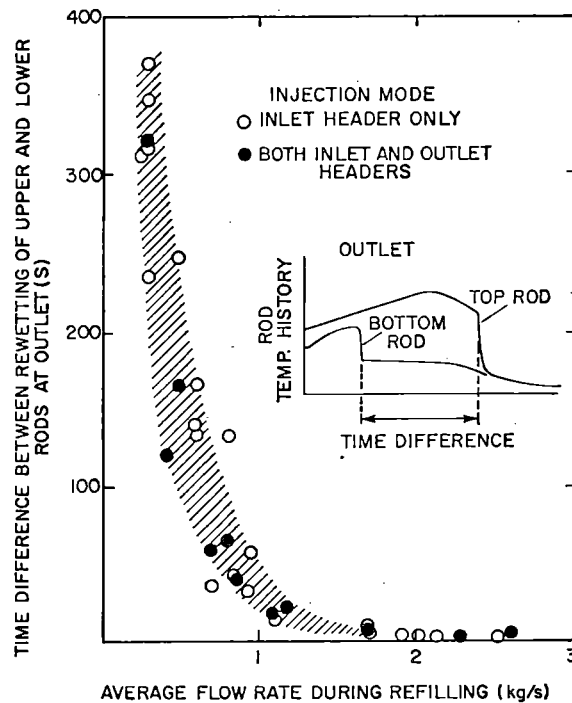 400
300
200
100
TIME DIFFERENCE BETWEEN REWETTING OF UPPER AND LOWER
RODS AT OUTLET (S)
INJECTION MODE
INLET HEADER ONLY
BOTH INLET AND OUTLET
HEADERS
OUTLET
ROD
TEMP. HISTORY
BOTTOM
ROD
TOP ROD
TIME DIFFERENCE
1
2
3
AVERAGE FLOW RATE DURING REFILLING (kg/s)